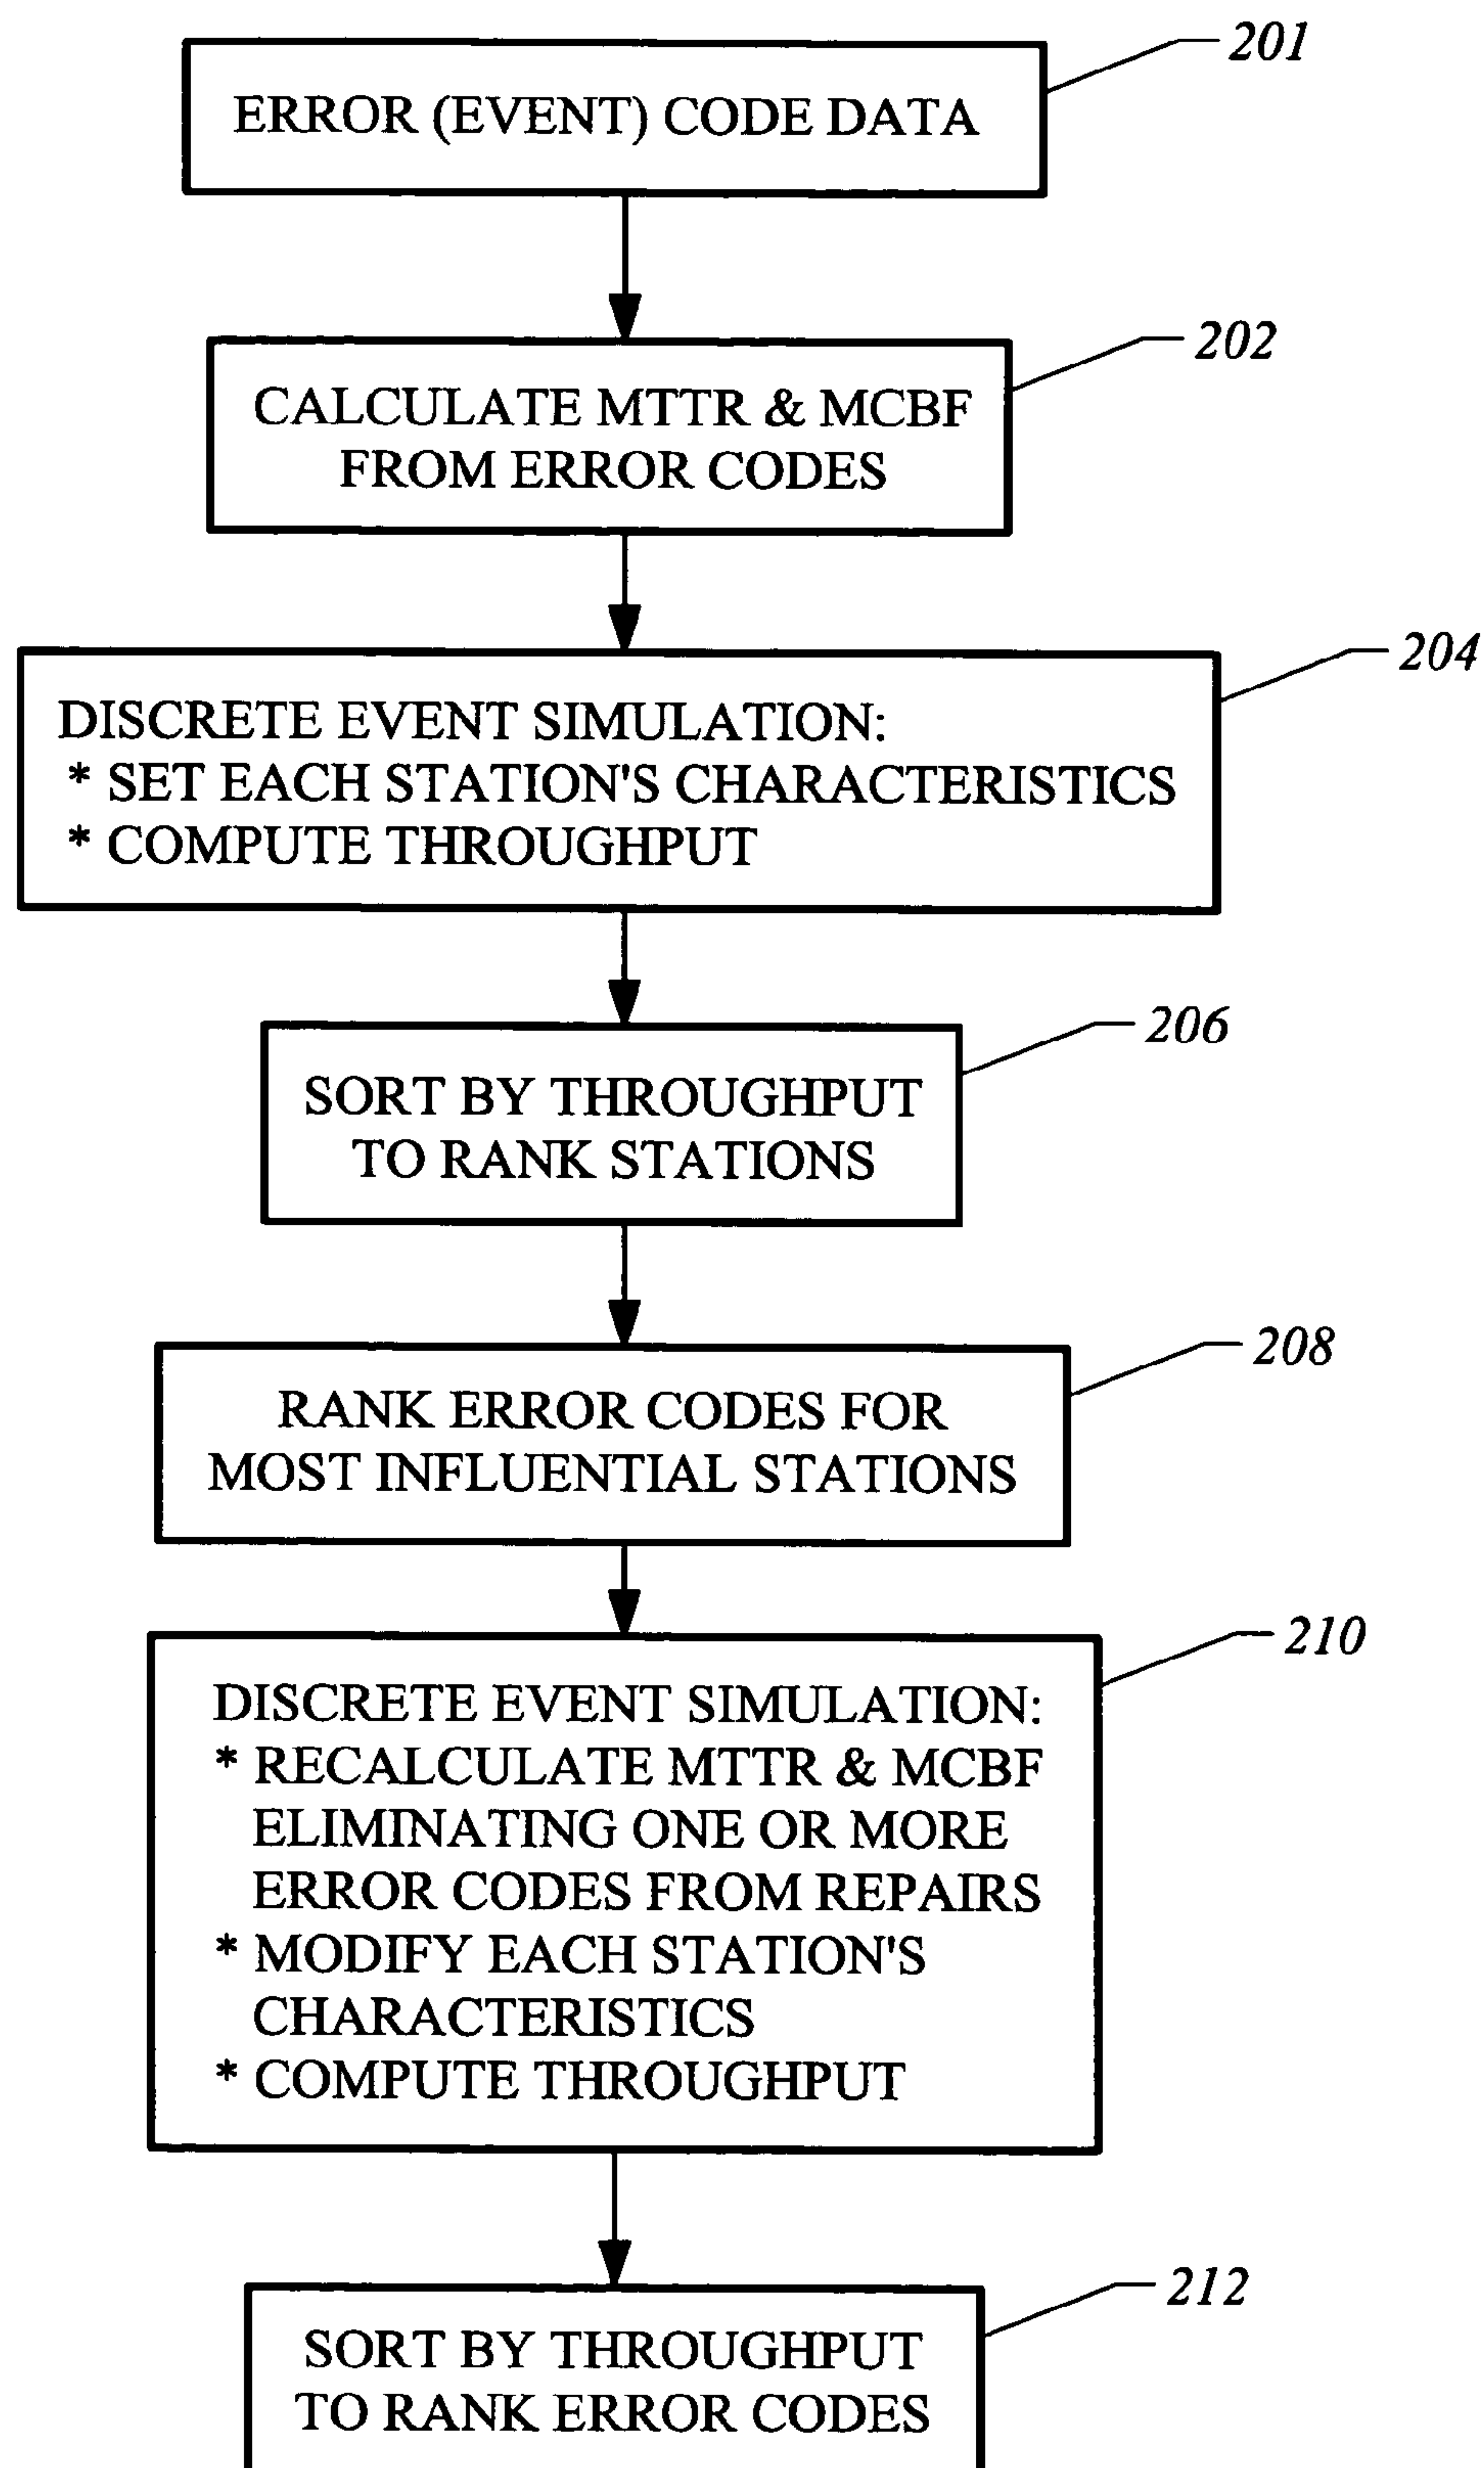 201
ERROR (EVENT) CODE DATA
202
CALCULATE MTTR & MCBF
FROM ERROR CODES
204
DISCRETE EVENT SIMULATION:
* SET EACH STATION'S CHARACTERISTICS
* COMPUTE THROUGHPUT
206
SORT BY THROUGHPUT
TO RANK STATIONS
208
RANK ERROR CODES FOR
MOST INFLUENTIAL STATIONS
210
DISCRETE EVENT SIMULATION:
* RECALCULATE MTTR & MCBF
ELIMINATING ONE OR MORE
ERROR CODES FROM REPAIRS
* MODIFY EACH STATION'S
CHARACTERISTICS
* COMPUTE THROUGHPUT
212
SORT BY THROUGHPUT
TO RANK ERROR CODES